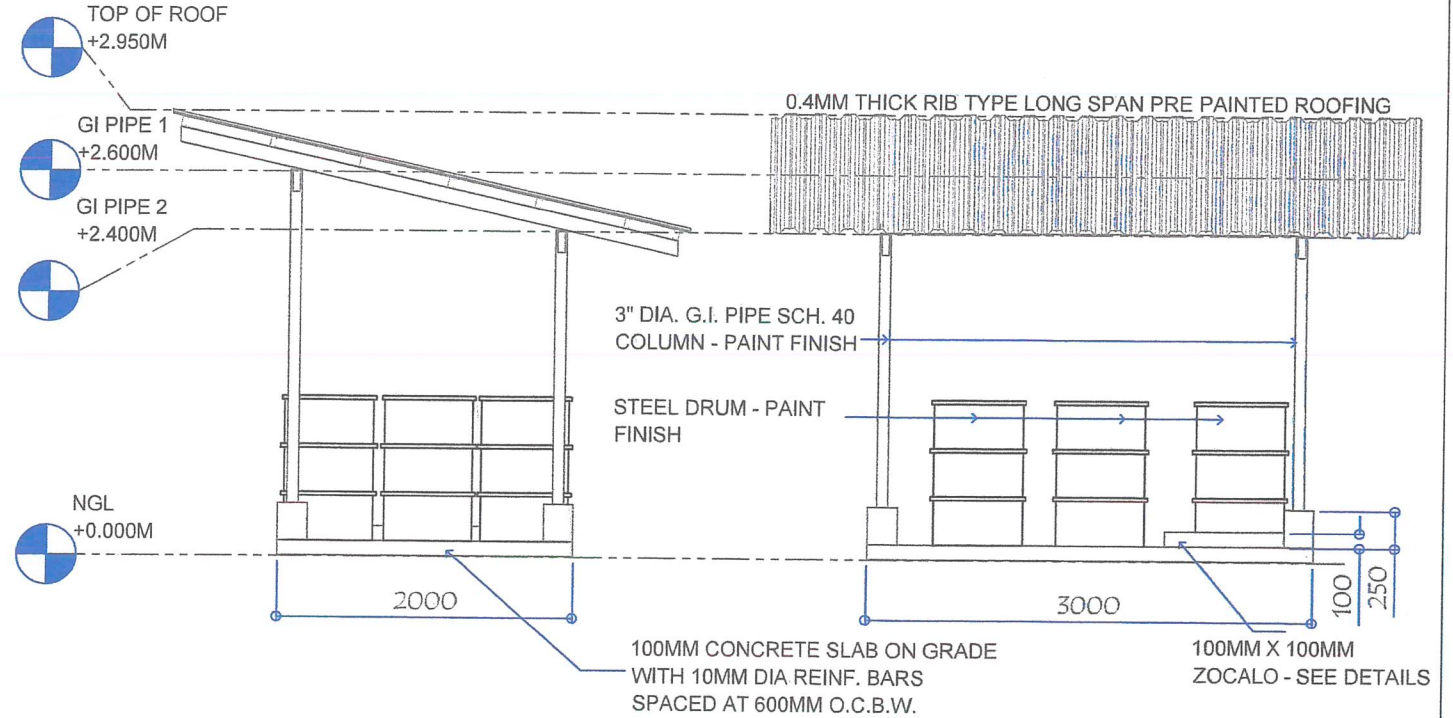 TOP OF ROOF
+2.950M
0.4MM THICK RIB TYPE LONG SPAN PRE PAINTED ROOFING
GI PIPE 1
+2.600M
GI PIPE 2
+2.400M
3" DIA. G.I. PIPE SCH. 40
COLUMN - PAINT FINISH
STEEL DRUM - PAINT
FINISH
NGL
+0.000M
2000
3000
100
250
100MM CONCRETE SLAB ON GRADE
WITH 10MM DIA REINF. BARS
SPACED AT 600MM O.C.B.W.
100MM X 100MM
ZOCALO - SEE DETAILS